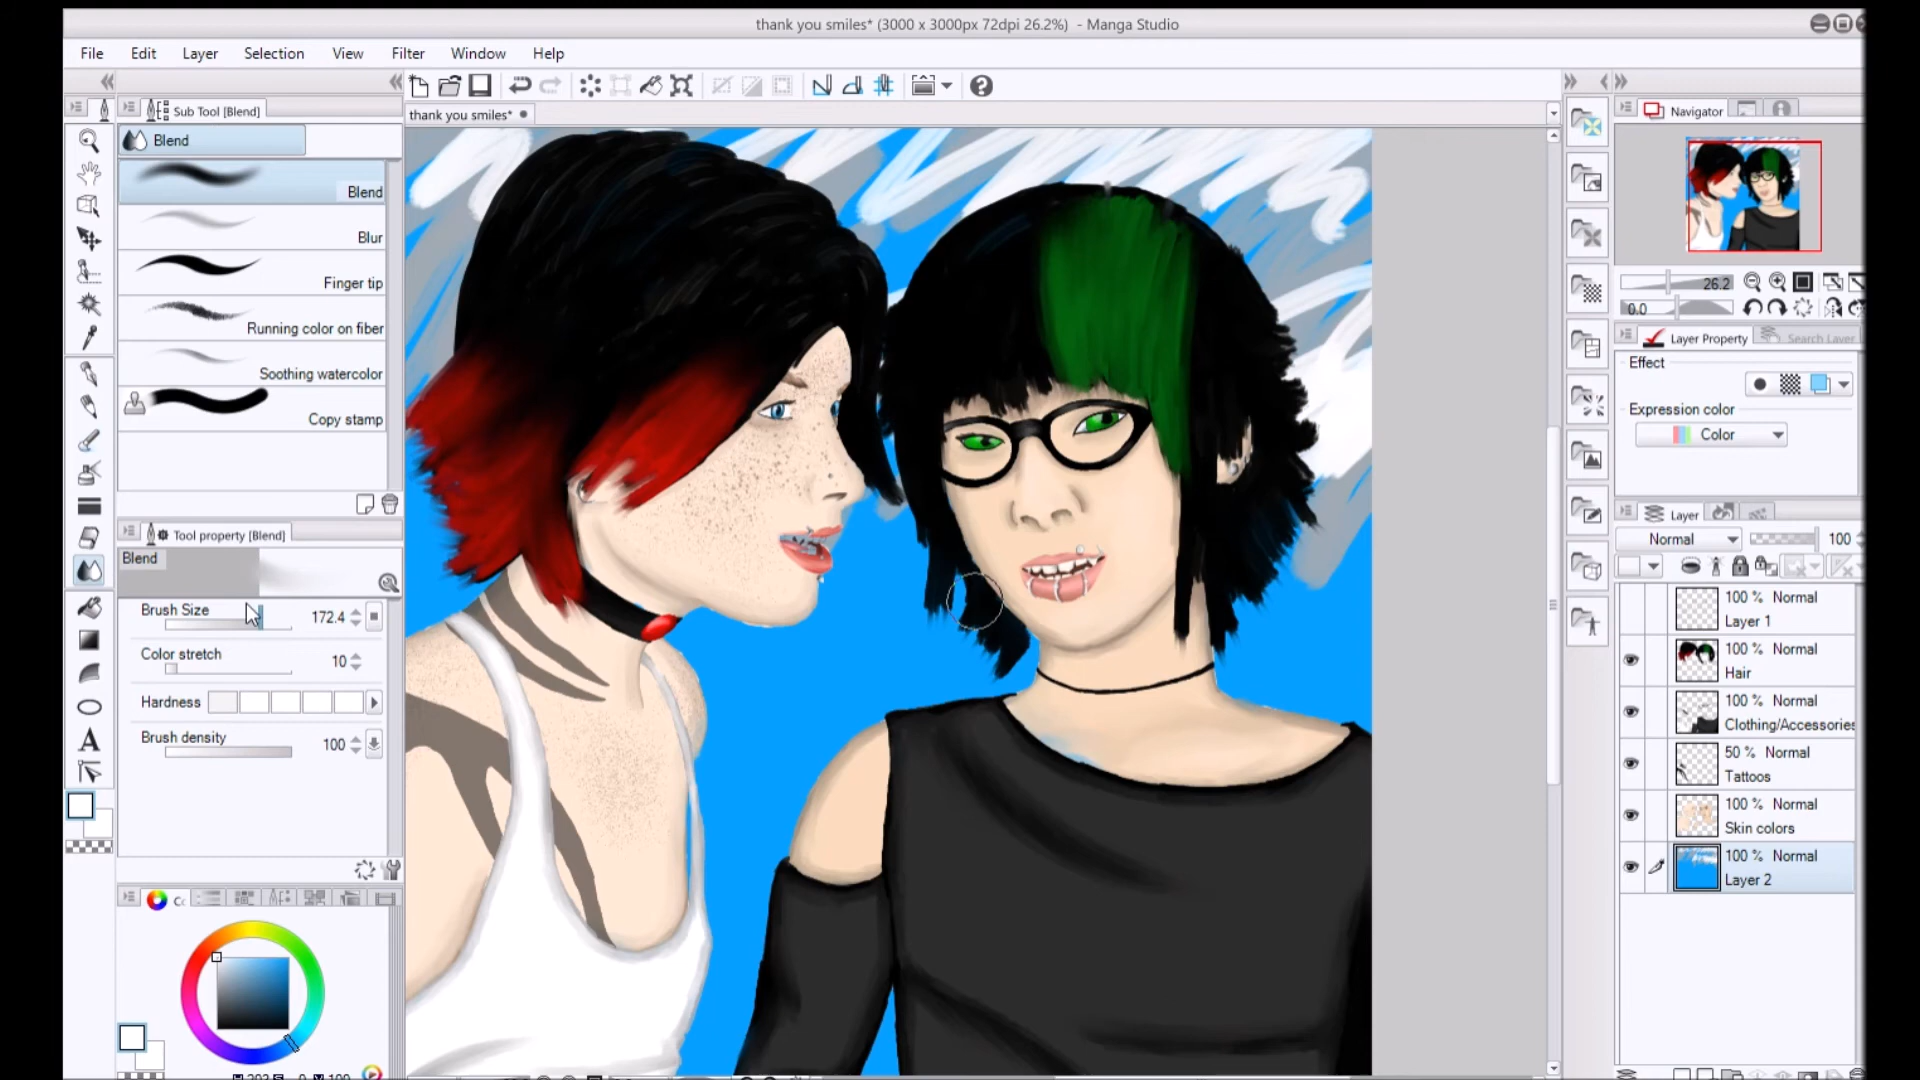 thank you smiles* (3000 x 3000px 72dpi 26.2%) - Manga Studio
File Edit Layer Selection View Filter Window Help
Sub Tool [Blend]
thank you smiles*
Navigator
Blend
Blend
Blur
Finger tip
Running color on fiber
Soothing watercolor
Copy stamp
26.2
0.0
Layer Property Search Layer
Effect
Expression color
Color
Tool property [Blend]
Blend
Brush Size 172.4
Color stretch 10
Hardness
Brush density 100
Layer
Normal 100
100 % Normal
Layer 1
100 % Normal
Hair
100 % Normal
Clothing/Accessories
50 % Normal
Tattoos
100 % Normal
Skin colors
100 % Normal
Layer 2